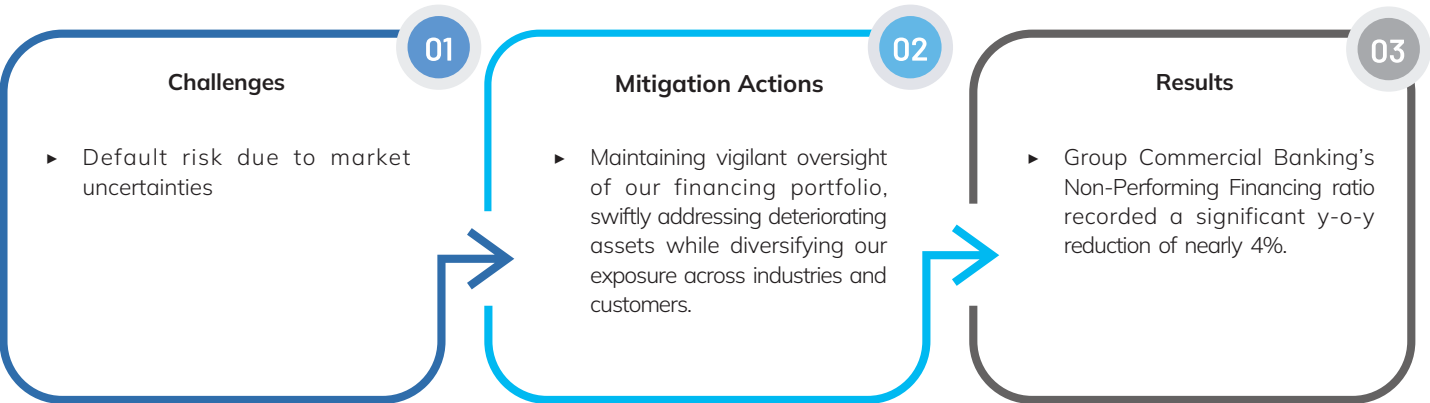 01
Challenges
► Default risk due to market
uncertainties
02
Mitigation Actions
► Maintaining vigilant oversight
of our financing portfolio,
swiftly addressing deteriorating
assets while diversifying our
exposure across industries and
customers.
03
Results
► Group Commercial Banking’s
Non-Performing Financing ratio
recorded a significant y-o-y
reduction of nearly 4%.